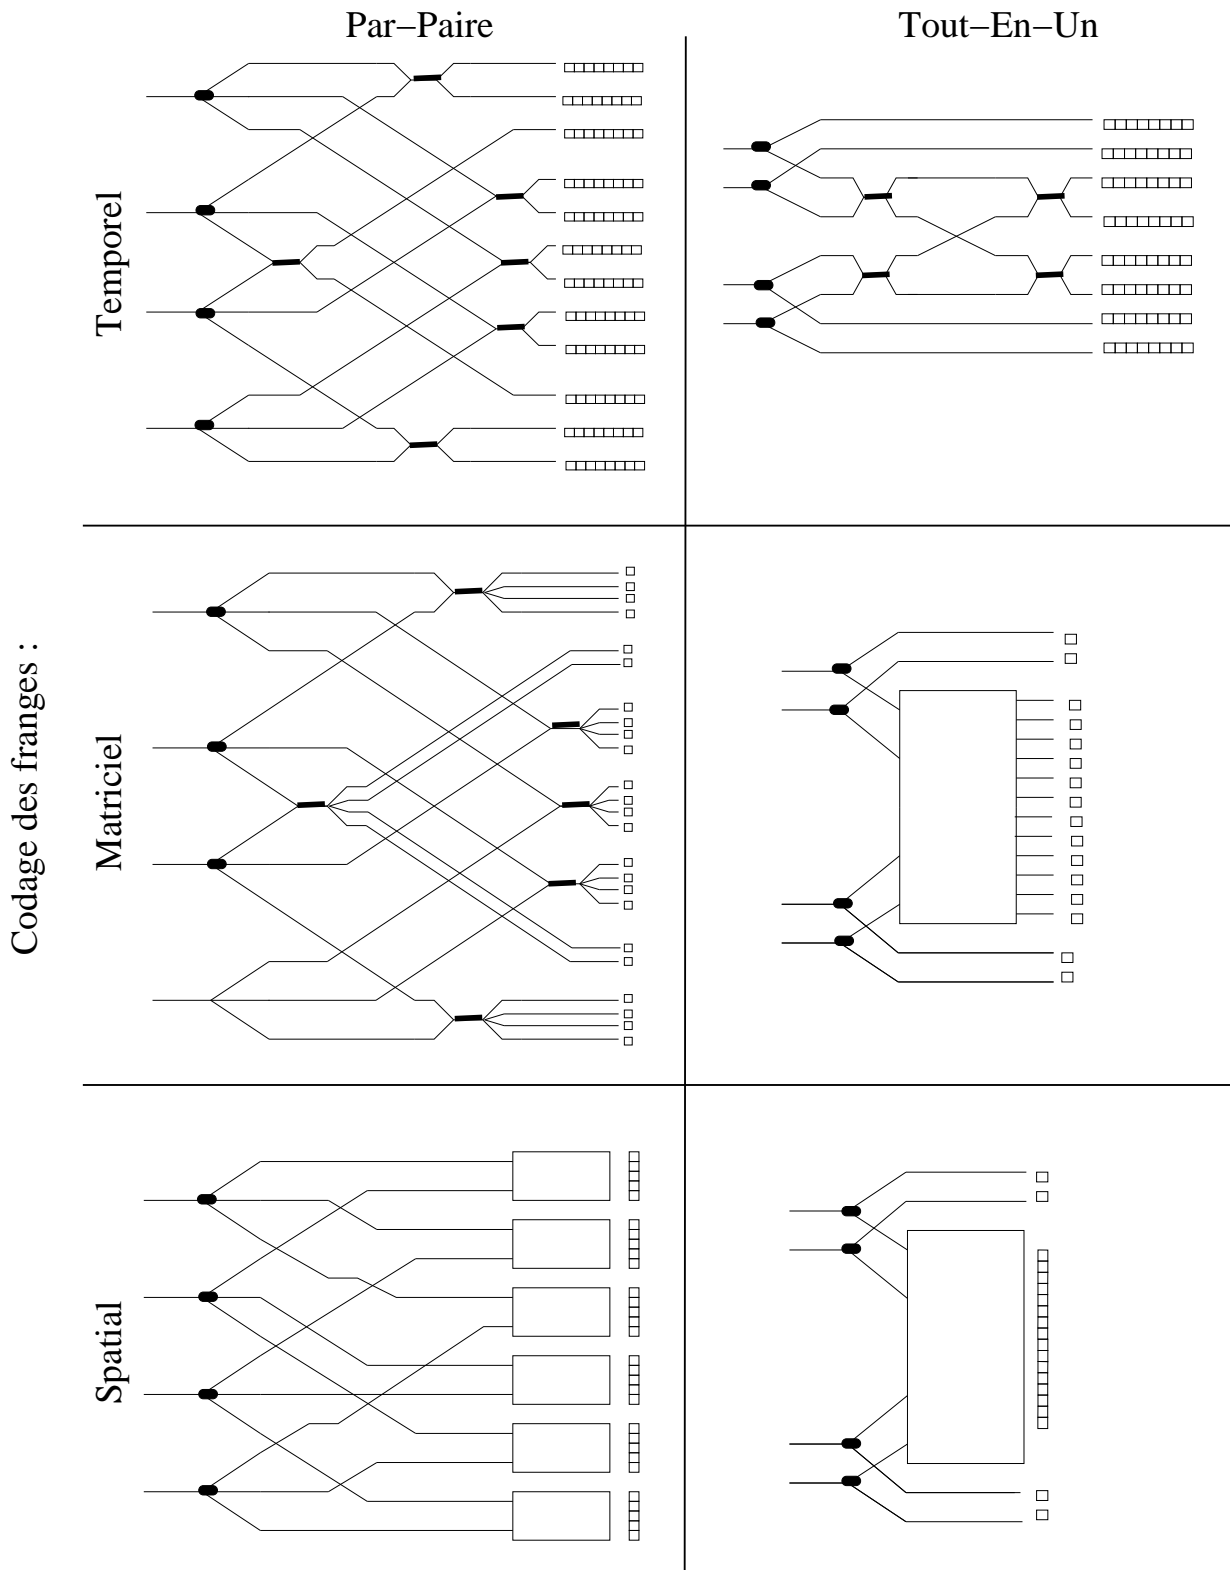 Par−Paire
Tout−En−Un
Codage des franges :
Temporel
Matriciel
Spatial